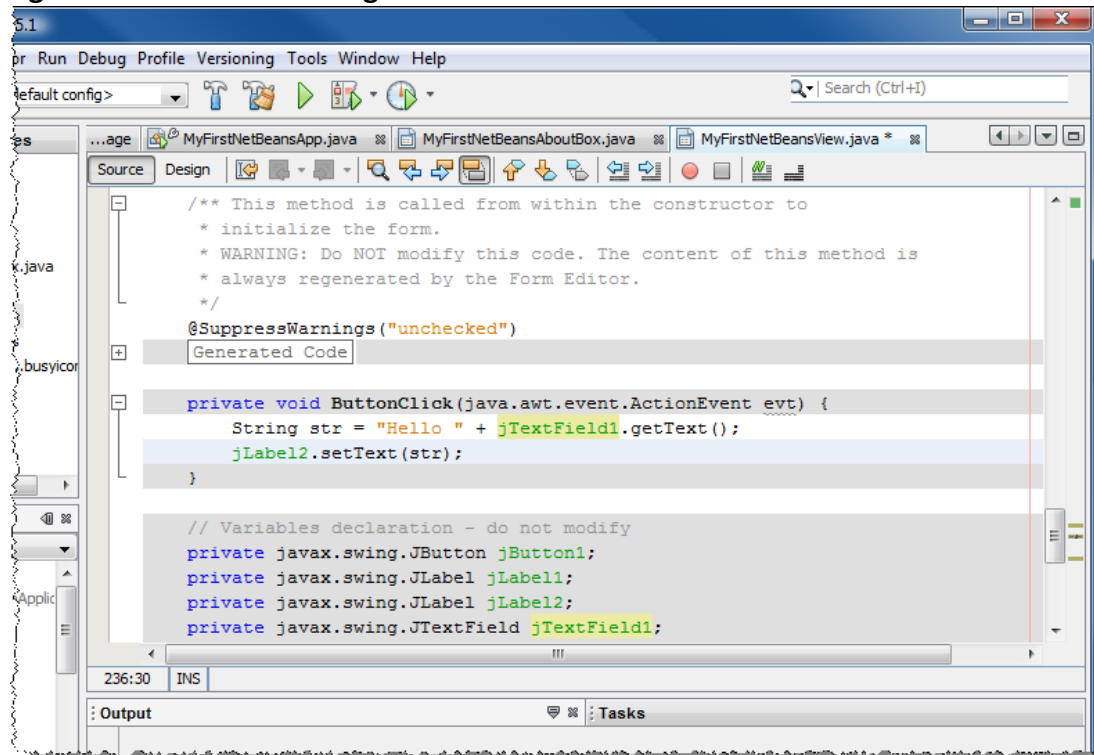 5.1
Run Debug Profile Versioning Tools Window Help
default config>
Search (Ctrl+I)
es
...age MyFirstNetBeansApp.java MyFirstNetBeansAboutBox.java MyFirstNetBeansView.java *
Source Design
/** This method is called from within the constructor to
* initialize the form.
* WARNING: Do NOT modify this code. The content of this method is
x.java
* always regenerated by the Form Editor.
*/
@SuppressWarnings("unchecked")
Generated Code
.busyicon
private void ButtonClick(java.awt.event.ActionEvent evt) {
String str = "Hello " + jTextField1.getText();
jLabel2.setText(str);
}
// Variables declaration - do not modify
private javax.swing.JButton jButton1;
private javax.swing.JLabel jLabel1;
Applic
private javax.swing.JLabel jLabel2;
private javax.swing.JTextField jTextField1;
236:30 INS
Output Tasks